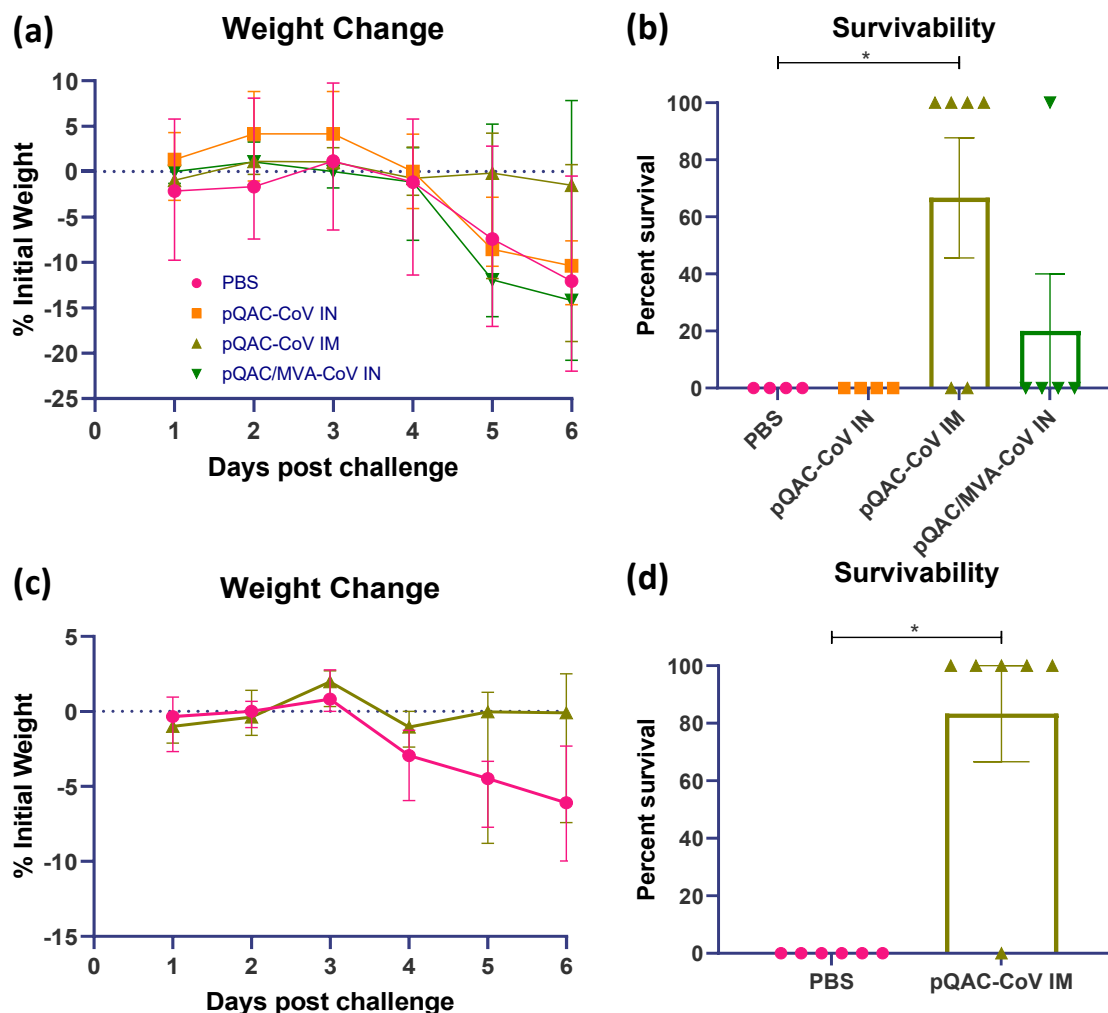 (a)
Weight Change
% Initial Weight
10
5
0
-5
-10
-15
-20
-25
PBS
pQAC-CoV IN
pQAC-CoV IM
pQAC/MVA-CoV IN
0 1 2 3 4 5 6
Days post challenge
(b)
Survivability
*
Percent survival
100
80
60
40
20
0
PBS
pQAC-CoV IN
pQAC-CoV IM
pQAC/MVA-CoV IN
(c)
Weight Change
% Initial Weight
5
0
-5
-10
-15
0 1 2 3 4 5 6
Days post challenge
(d)
Survivability
*
Percent survival
100
80
60
40
20
0
PBS pQAC-CoV IM